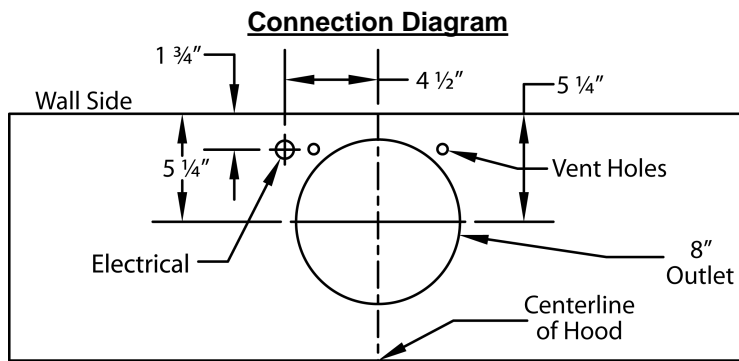 Connection Diagram
1 ¾”
4 ½”
5 ¼”
Wall Side
5 ¼”
Vent Holes
Electrical
8”
Outlet
Centerline
of Hood